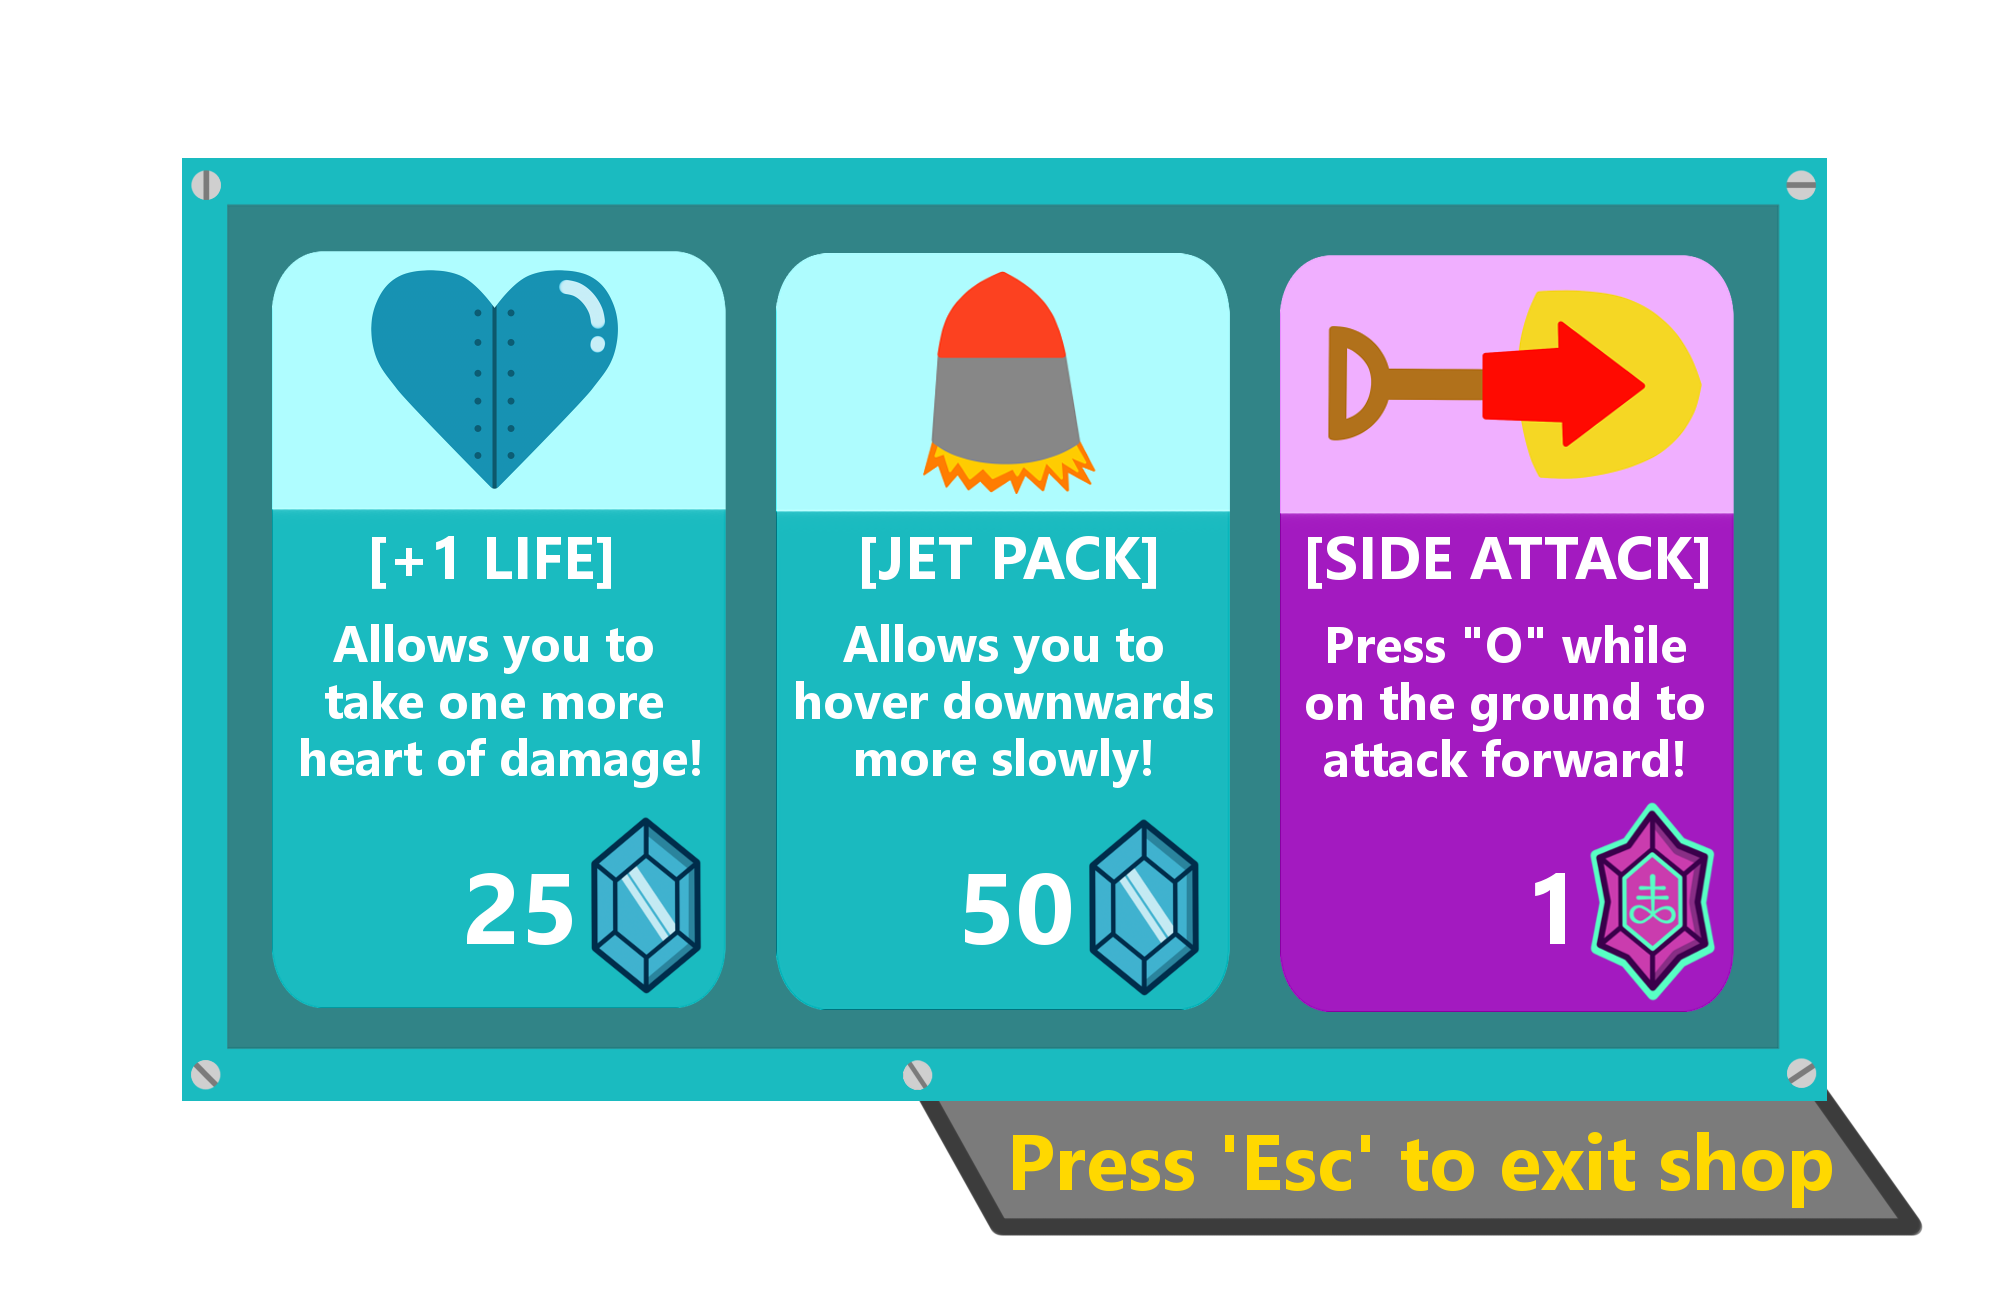 [+1 LIFE]
Allows you to
take one more
heart of damage!
25
[JET PACK]
Allows you to
hover downwards
more slowly!
50
[SIDE ATTACK]
Press "O" while
on the ground to
attack forward!
1
Press 'Esc' to exit shop